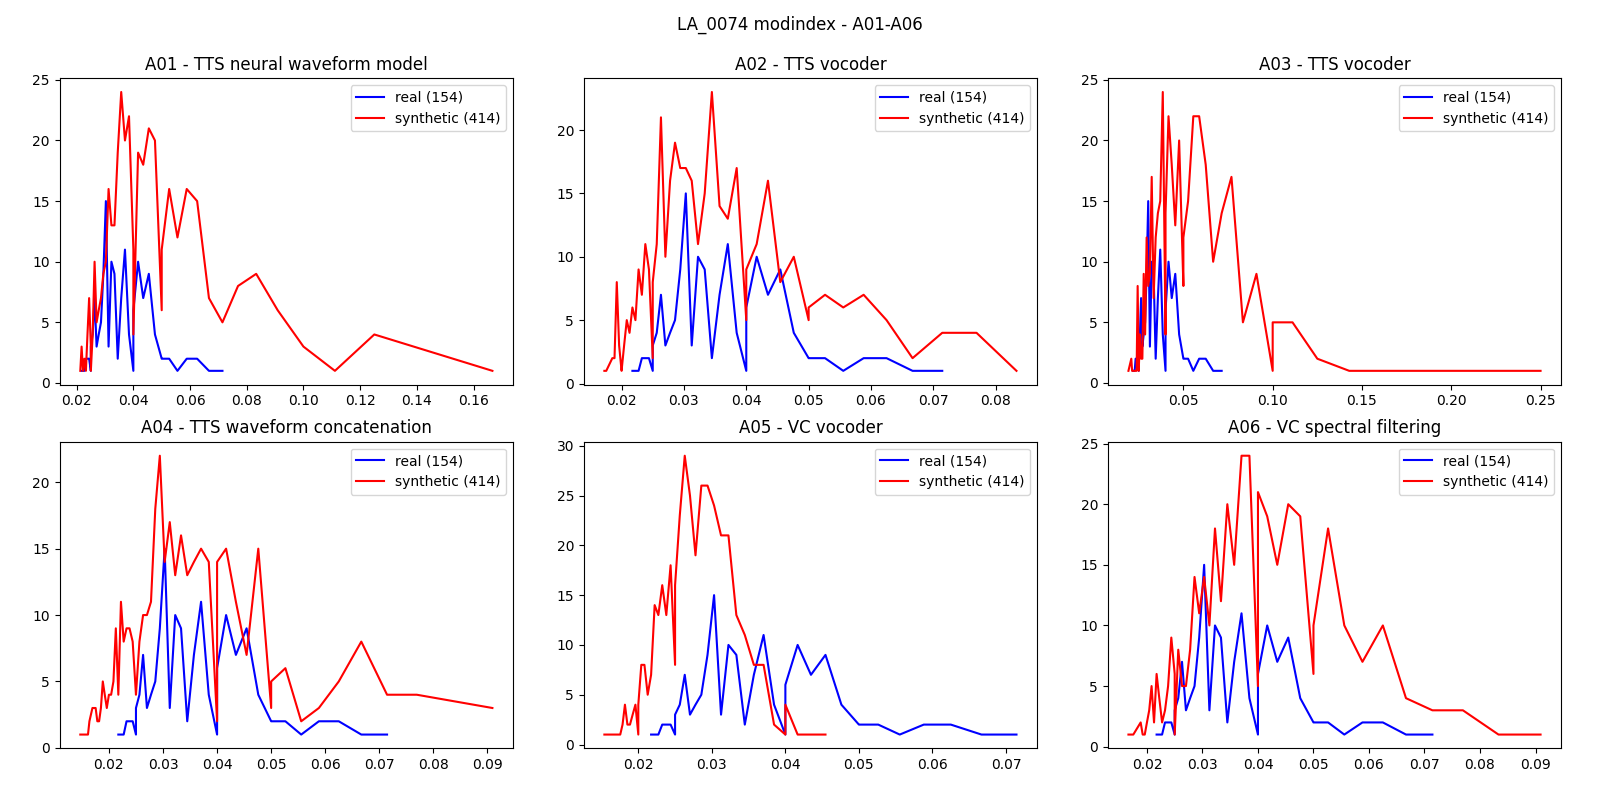 LA_0074 modindex - A01-A06
A01 - TTS neural waveform model
25
20
15
10
5
0
0.02 0.04 0.06 0.08 0.10 0.12 0.14 0.16
real (154)
synthetic (414)
A02 - TTS vocoder
20
15
10
5
0
0.02 0.03 0.04 0.05 0.06 0.07 0.08
real (154)
synthetic (414)
A03 - TTS vocoder
25
20
15
10
5
0
0.05 0.10 0.15 0.20 0.25
real (154)
synthetic (414)
A04 - TTS waveform concatenation
20
15
10
5
0
0.02 0.03 0.04 0.05 0.06 0.07 0.08 0.09
real (154)
synthetic (414)
A05 - VC vocoder
30
25
20
15
10
5
0
0.02 0.03 0.04 0.05 0.06 0.07
real (154)
synthetic (414)
A06 - VC spectral filtering
25
20
15
10
5
0
0.02 0.03 0.04 0.05 0.06 0.07 0.08 0.09
real (154)
synthetic (414)